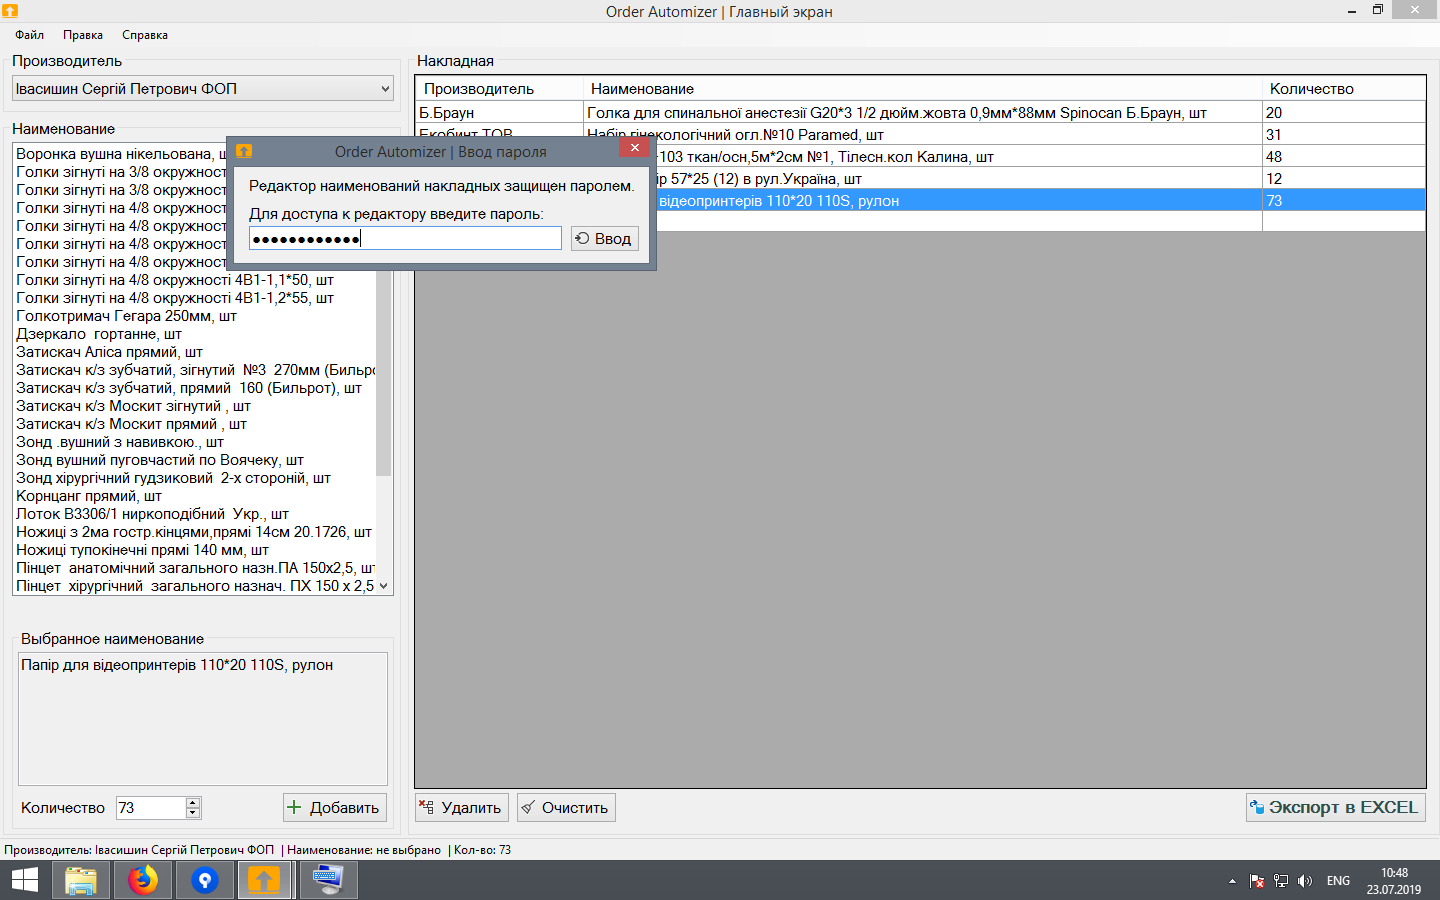 Order Automizer | Главный экран
Файл Правка Справка
Производитель
Івасишин Сергій Петрович ФОП
Наименование
Воронка вушна нікельована,
Голки зігнуті на 3/8 окружност
Голки зігнуті на 3/8 окружност
Голки зігнуті на 4/8 окружност
Голки зігнуті на 4/8 окружност
Голки зігнуті на 4/8 окружност
Голки зігнуті на 4/8 окружност
Голки зігнуті на 4/8 окружності 4В1-1,1*50, шт
Голки зігнуті на 4/8 окружності 4В1-1,2*55, шт
Голкотримач Гегара 250мм, шт
Дзеркало  гортанне, шт
Затискач Аліса прямий, шт
Затискач к/з зубчатий, зігнутий  №3  270мм (Бильр
Затискач к/з зубчатий, прямий  160 (Бильрот), шт
Затискач к/з Москит зігнутий , шт
Затискач к/з Москит прямий , шт
Зонд .вушний з навивкою., шт
Зонд вушний пуговчастий по Воячеку, шт
Зонд хірургічний гудзиковий  2-х стороній, шт
Корнцанг прямий, шт
Лоток В3306/1 ниркоподібний  Укр., шт
Ножиці з 2ма гостр.кінцями,прямі 14см 20.1726, шт
Ножиці тупокінечні прямі 140 мм, шт
Пінцет  анатомічний загального назн.ПА 150х2,5, шт
Пінцет  хірургічний  загального назнач. ПХ 150 х 2,5
Выбранное наименование
Папір для відеопринтерів 110*20 110S, рулон
Количество 73 Добавить
Накладная
Производитель Наименование Количество
Б.Браун Голка для спинальної анестезії G20*3 1/2 дюйм.жовта 0,9мм*88мм Spinocan Б.Браун, шт 20
Екобинт ТОВ Набір гінекологічний огл.№10 Paramed, шт 31
-103 ткан/осн,5м*2см №1, Тілесн.кол Калина, шт 48
ір 57*25 (12) в рул.Україна, шт 12
відеопринтерів 110*20 110S, рулон 73
Order Automizer | Ввод пароля
Редактор наименований накладных защищен паролем.
Для доступа к редактору введите пароль:
●●●●●●●●●●●● Ввод
Удалить Очистить Экспорт в EXCEL
Производитель: Івасишин Сергій Петрович ФОП | Наименование: не выбрано | Кол-во: 73
ENG
10:48
23.07.2019